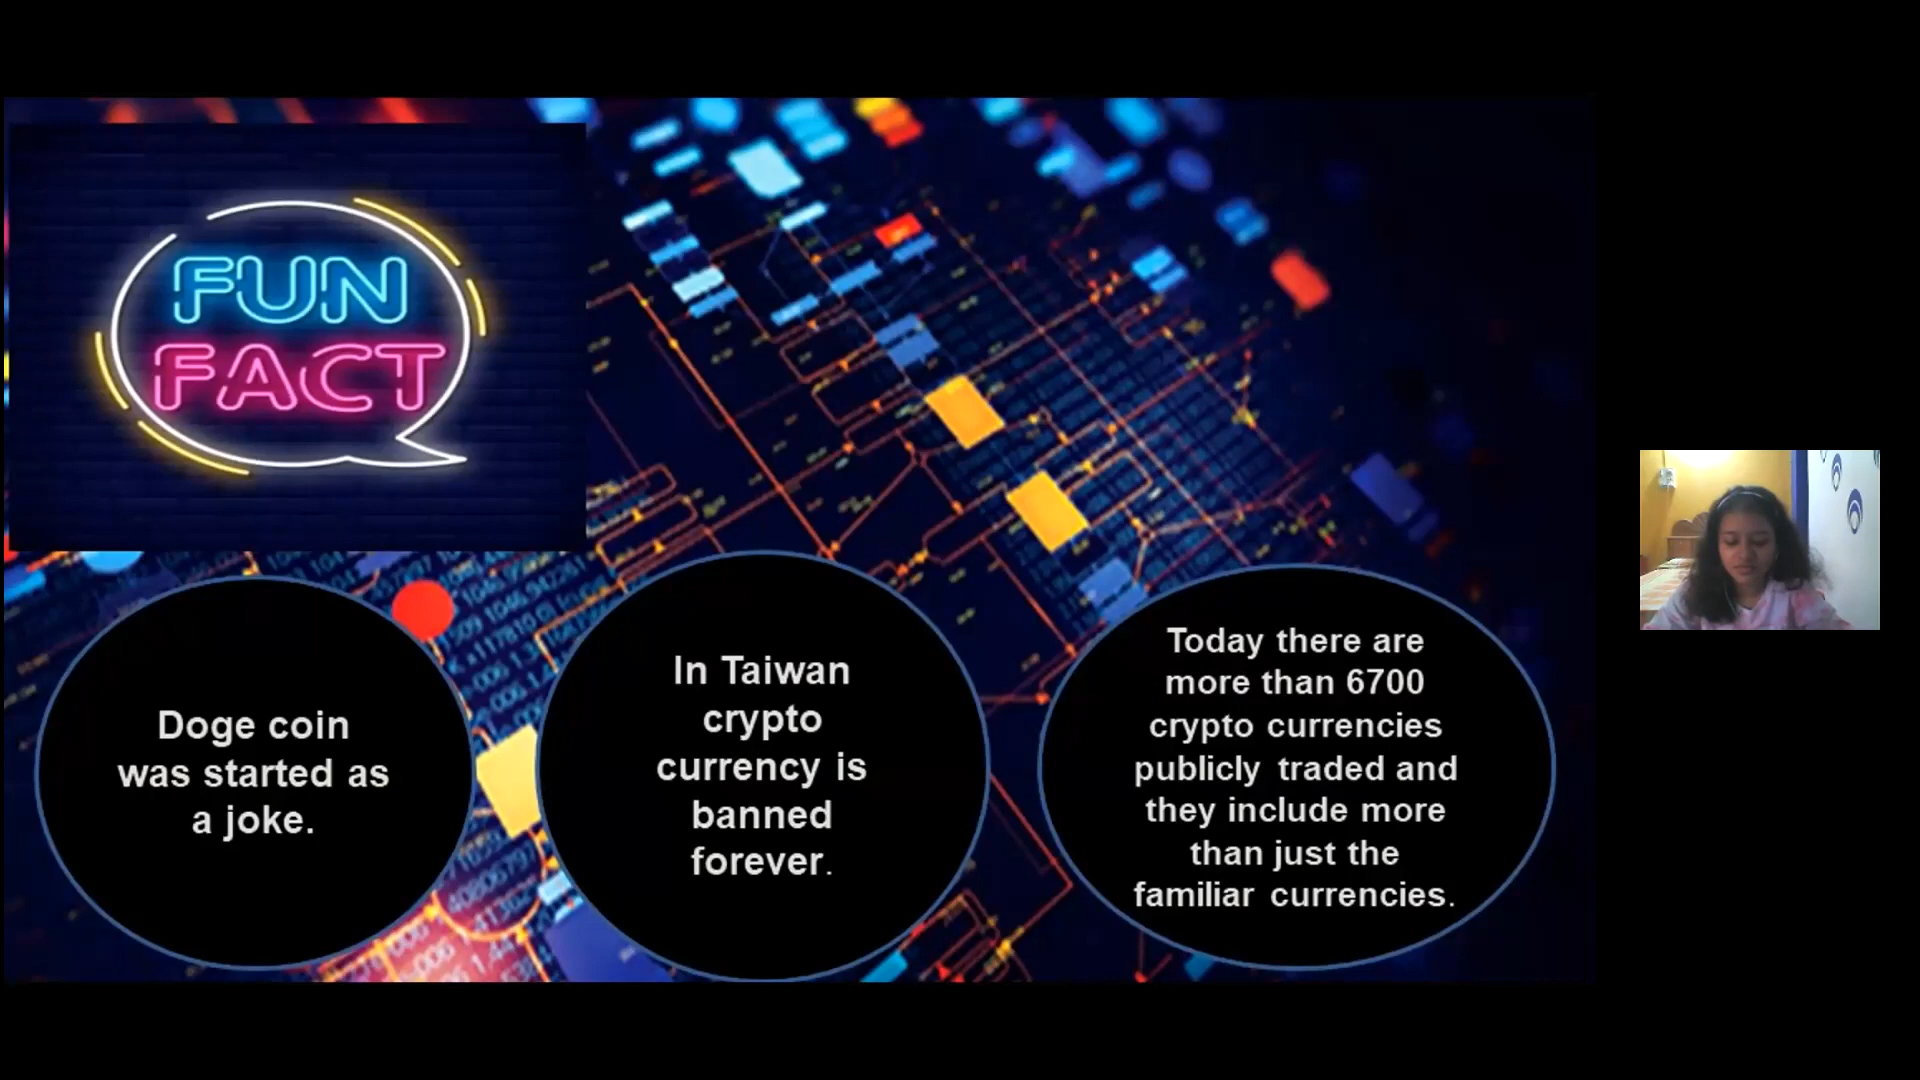 FUN
FACT
Doge coin
was started as
a joke.
In Taiwan
crypto
currency is
banned
forever.
Today there are
more than 6700
crypto currencies
publicly traded and
they include more
than just the
familiar currencies.